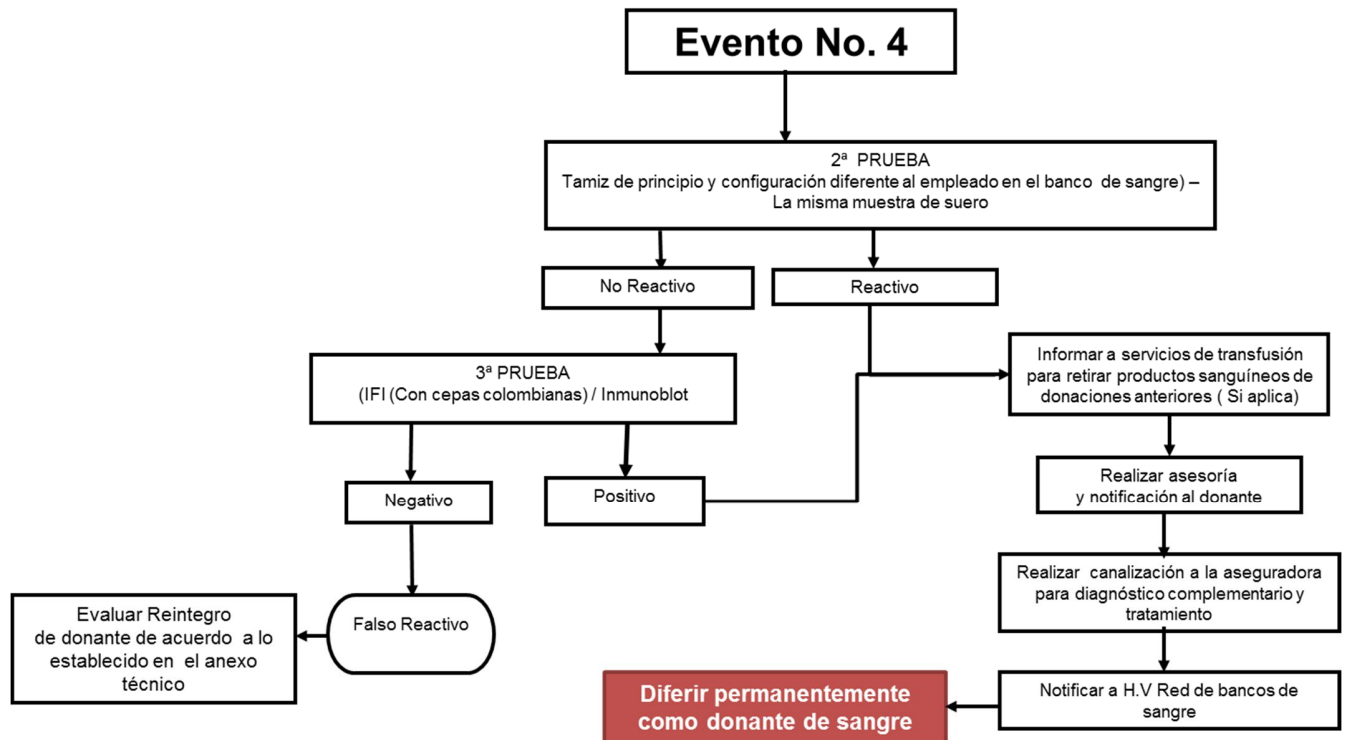 Evento No. 4
2ª PRUEBA
Tamiz de principio y configuración diferente al empleado en el banco de sangre) –
La misma muestra de suero
No Reactivo
Reactivo
3ª PRUEBA
(IFI (Con cepas colombianas) / Inmunoblot
Informar a servicios de transfusión
para retirar productos sanguíneos de
donaciones anteriores ( Si aplica)
Negativo
Positivo
Realizar asesoría
y notificación al donante
Realizar canalización a la aseguradora
para diagnóstico complementario y
tratamiento
Evaluar Reintegro
de donante de acuerdo a lo
establecido en el anexo
técnico
Falso Reactivo
Diferir permanentemente
como donante de sangre
Notificar a H.V Red de bancos de
sangre